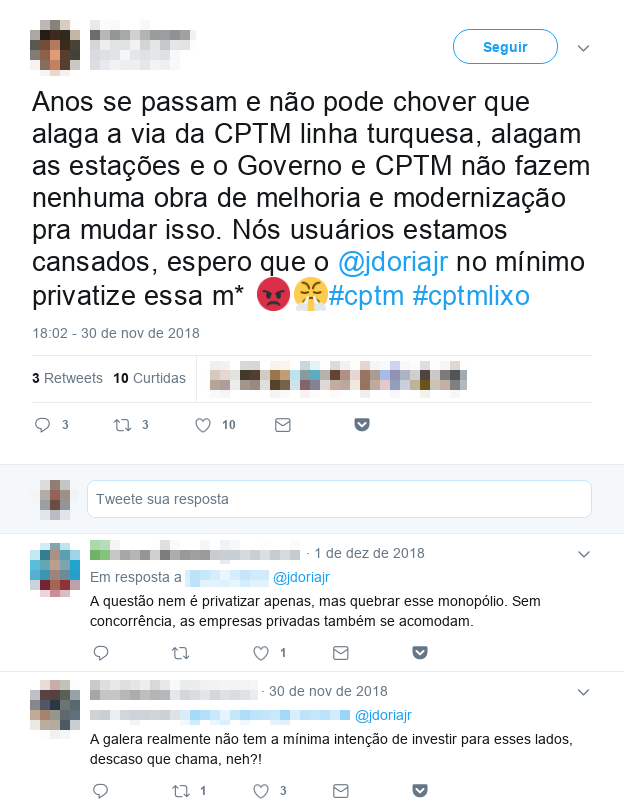 Seguir
Anos se passam e não pode chover que
alaga a via da CPTM linha turquesa, alagam
as estações e o Governo e CPTM não fazem
nenhuma obra de melhoria e modernização
pra mudar isso. Nós usuários estamos
cansados, espero que o @jdoriajr no mínimo
privatize essa m* 😡😤#cptm #cptmlixo
18:02 - 30 de nov de 2018
3 Retweets 10 Curtidas
3 3 10
Tweete sua resposta
· 1 de dez de 2018
Em resposta a @jdoriajr
A questão nem é privatizar apenas, mas quebrar esse monopólio. Sem
concorrência, as empresas privadas também se acomodam.
1
· 30 de nov de 2018
@jdoriajr
A galera realmente não tem a mínima intenção de investir para esses lados,
descaso que chama, neh?!
1 3